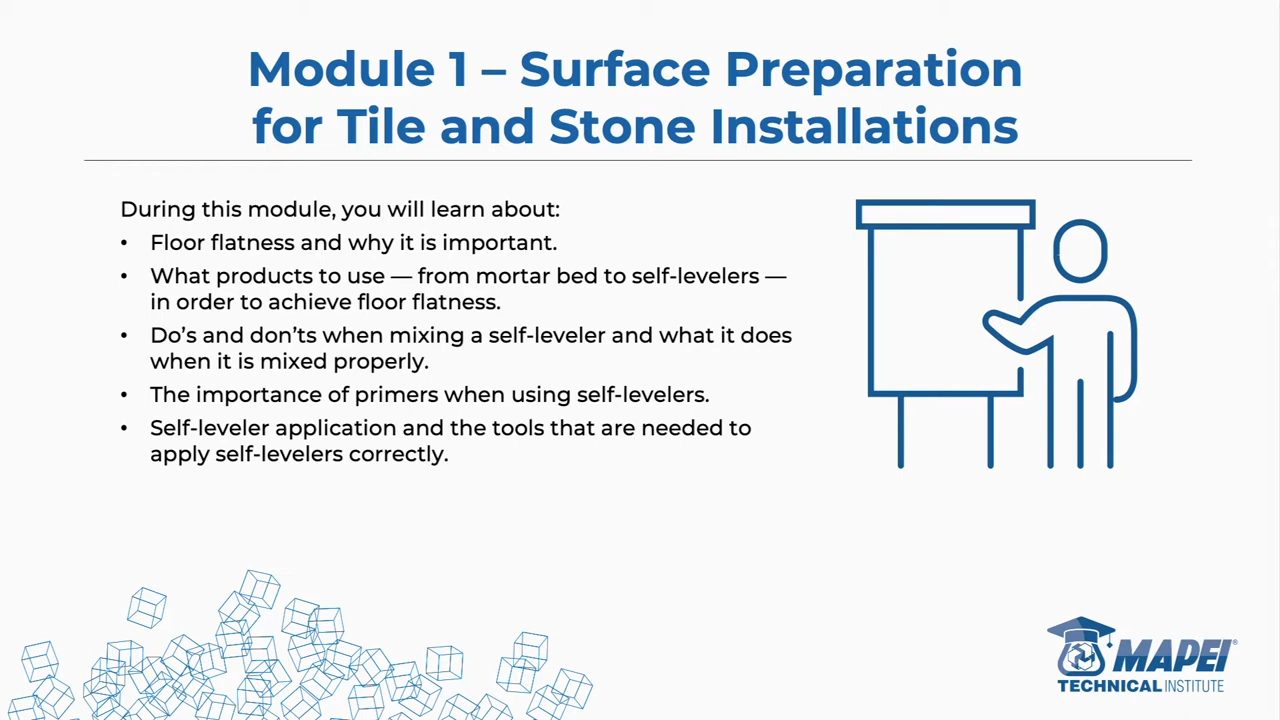 Module 1 – Surface Preparation
for Tile and Stone Installations
During this module, you will learn about:
• Floor flatness and why it is important.
• What products to use — from mortar bed to self-levelers —
in order to achieve floor flatness.
• Do’s and don’ts when mixing a self-leveler and what it does
when it is mixed properly.
• The importance of primers when using self-levelers.
• Self-leveler application and the tools that are needed to
apply self-levelers correctly.
MAPEI®
TECHNICAL INSTITUTE